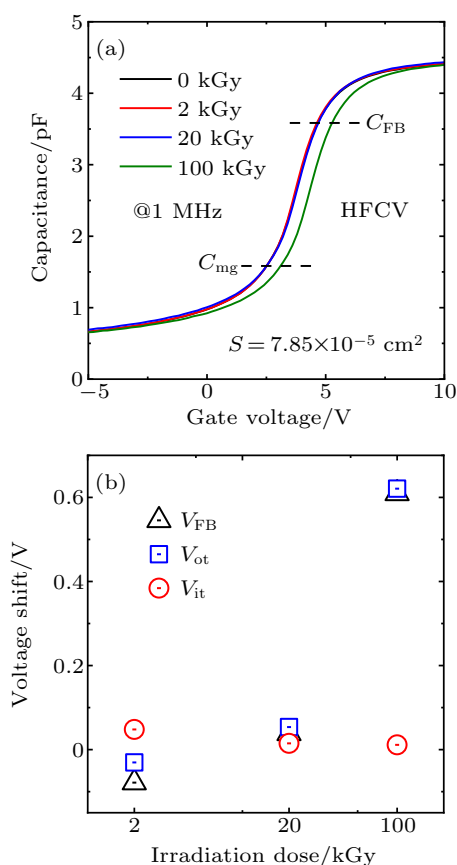 (a)
0 kGy
2 kGy
20 kGy
100 kGy
@1 MHz
HFCV
C_FB
C_mg
S = 7.85×10⁻⁵ cm²
Capacitance/pF
5
4
3
2
1
0
−5 0 5 10
Gate voltage/V
(b)
V_FB
V_ot
V_it
Voltage shift/V
0.6
0.4
0.2
0
2 20 100
Irradiation dose/kGy